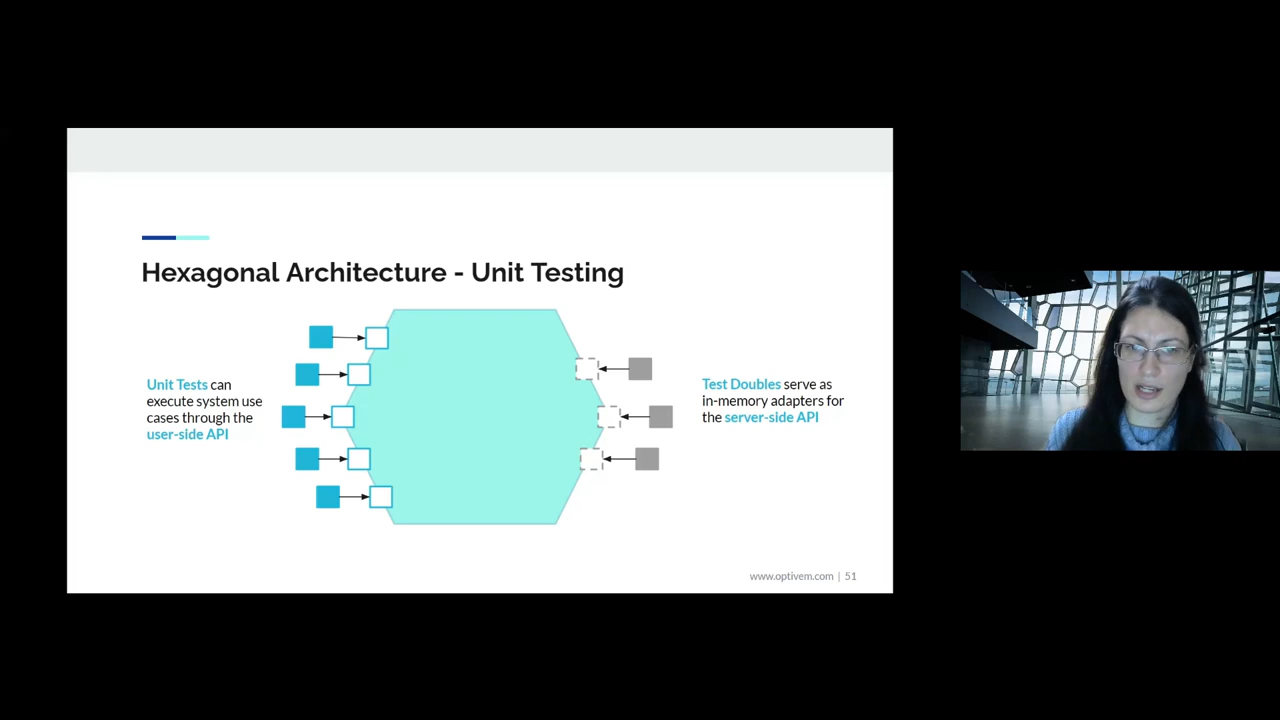 Hexagonal Architecture - Unit Testing
Unit Tests can
execute system use
cases through the
user-side API
Test Doubles serve as
in-memory adapters for
the server-side API
www.optivem.com | 51